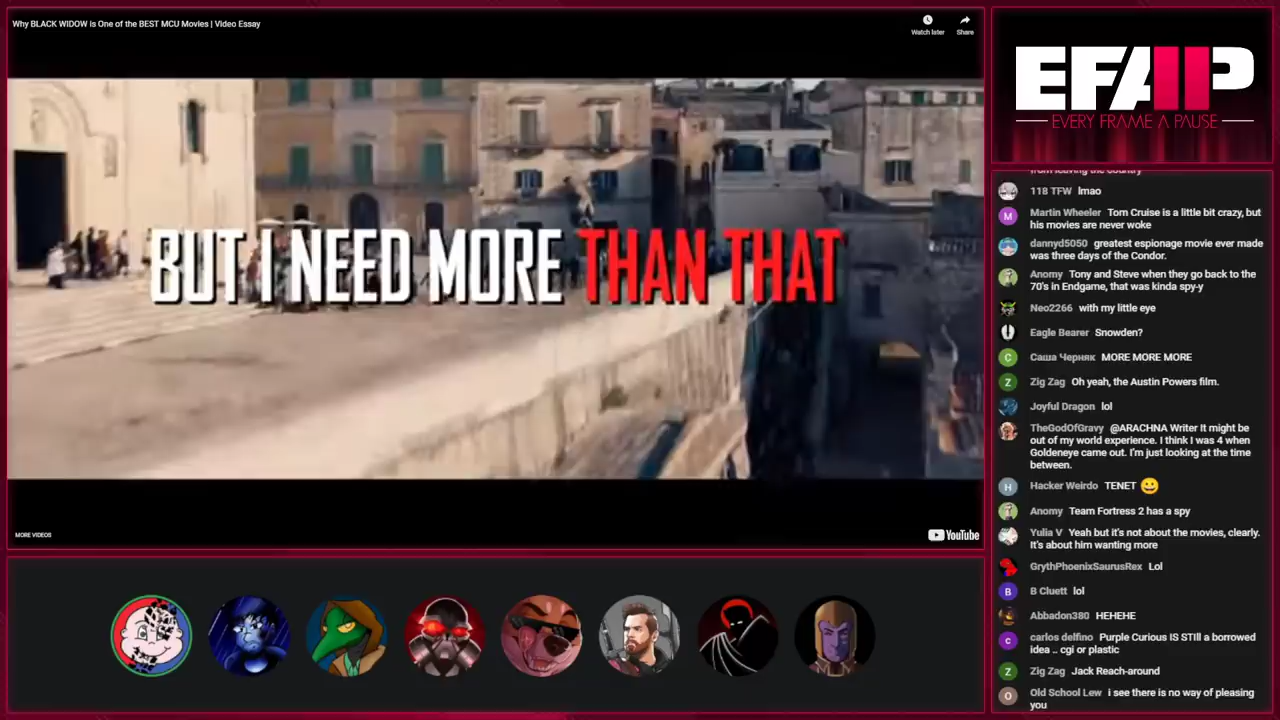 Why BLACK WIDOW is One of the BEST MCU Movies | Video Essay
Watch later
Share
BUT I NEED MORE THAN THAT
MORE VIDEOS
YouTube
EFAP
EVERY FRAME A PAUSE
from leaving the country
118 TFW lmao
Martin Wheeler Tom Cruise is a little bit crazy, but
his movies are never woke
dannyd5050 greatest espionage movie ever made
was three days of the Condor.
Anomy Tony and Steve when they go back to the
70's in Endgame, that was kinda spy-y
Neo2266 with my little eye
Eagle Bearer Snowden?
C
Саша Черняк MORE MORE MORE
Z
Zig Zag Oh yeah, the Austin Powers film.
Joyful Dragon lol
TheGodOfGravy @ARACHNA Writer It might be
out of my world experience. I think I was 4 when
Goldeneye came out. I'm just looking at the time
between.
H
Hacker Weirdo TENET 😀
Anomy Team Fortress 2 has a spy
Yulia V Yeah but it's not about the movies, clearly.
It's about him wanting more
GrythPhoenixSaurusRex Lol
B
B Cluett lol
Abbadon380 HEHEHE
c
carlos delfino Purple Curious IS STIll a borrowed
idea .. cgi or plastic
Z
Zig Zag Jack Reach-around
O
Old School Lew i see there is no way of pleasing
you